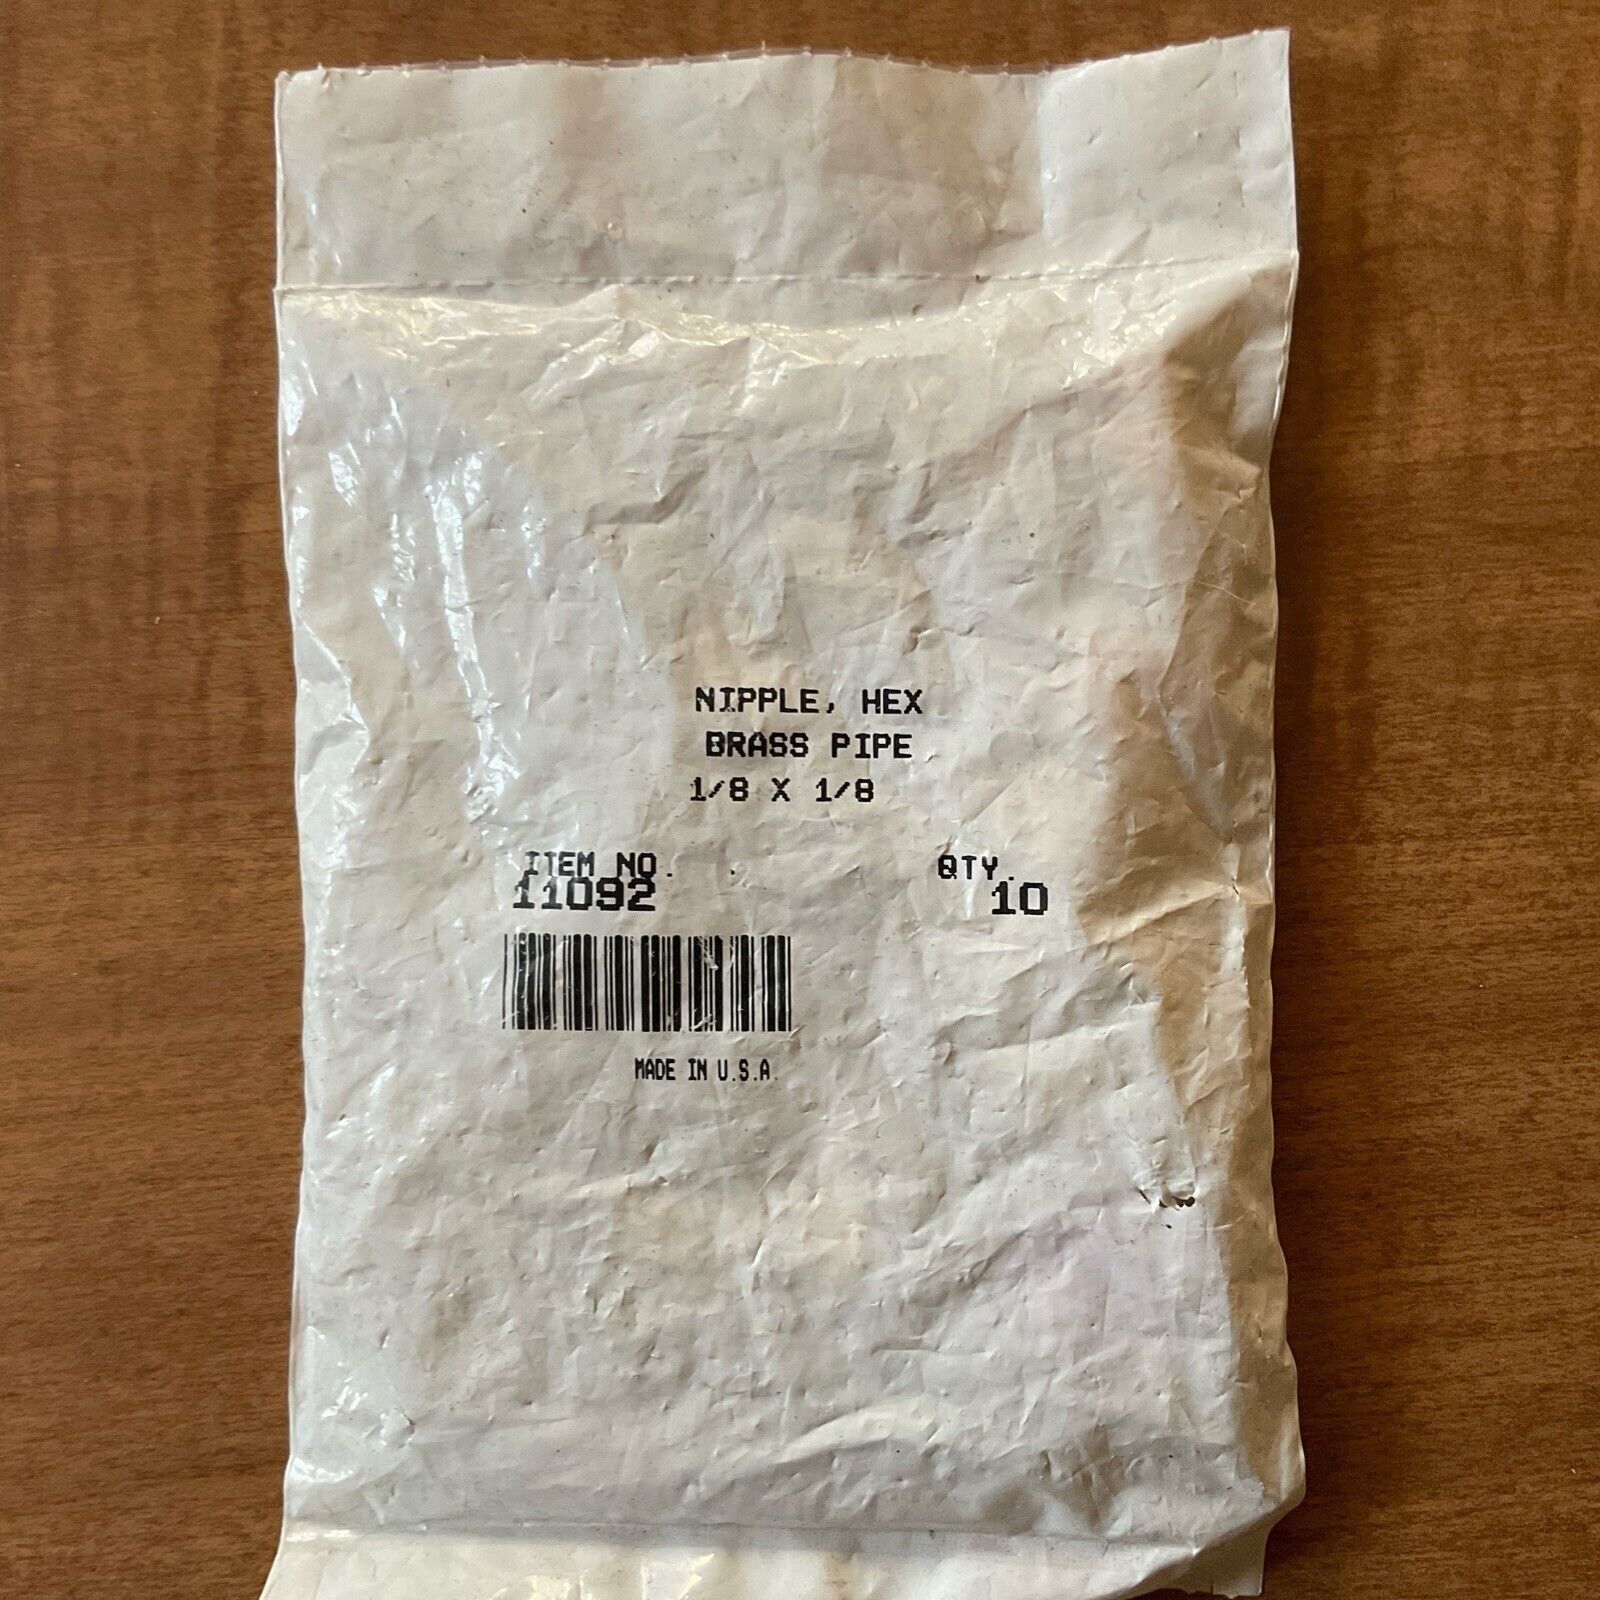 NIPPLE, HEX
BRASS PIPE
1/8 X 1/8
ITEM NO. QTY.
11092 10
MADE IN U.S.A.